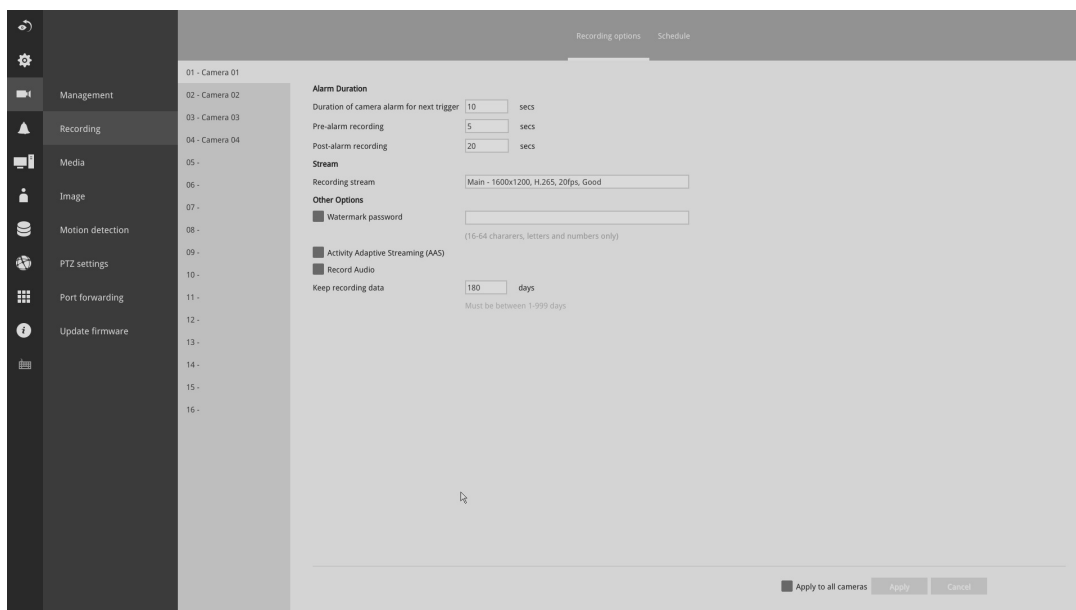 Recording options Schedule
Management
Recording
Media
Image
Motion detection
PTZ settings
Port forwarding
Update firmware
01 - Camera 01
02 - Camera 02
03 - Camera 03
04 - Camera 04
05 -
06 -
07 -
08 -
09 -
10 -
11 -
12 -
13 -
14 -
15 -
16 -
Alarm Duration
Duration of camera alarm for next trigger 10 secs
Pre-alarm recording 5 secs
Post-alarm recording 20 secs
Stream
Recording stream Main - 1600x1200, H.265, 20fps, Good
Other Options
Watermark password
(16-64 chararers, letters and numbers only)
Activity Adaptive Streaming (AAS)
Record Audio
Keep recording data 180 days
Must be between 1-999 days
Apply to all cameras Apply Cancel